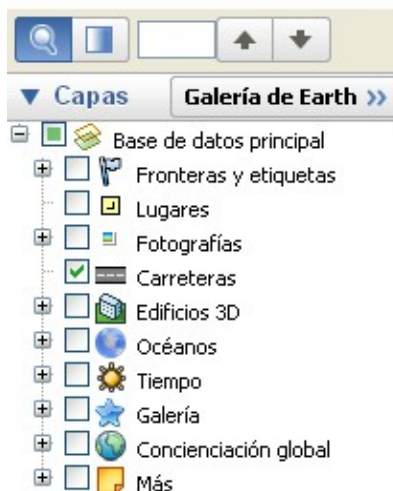 Capas Galería de Earth >>
Base de datos principal
Fronteras y etiquetas
Lugares
Fotografías
Carreteras
Edificios 3D
Océanos
Tiempo
Galería
Concienciación global
Más